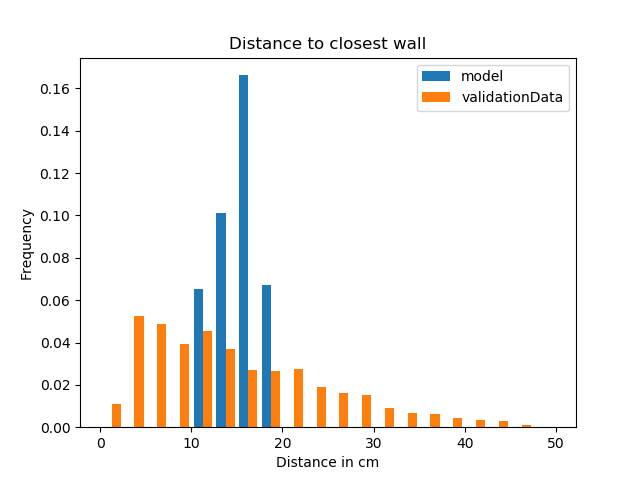 Distance to closest wall
model
validationData
0.16
0.14
0.12
0.10
0.08
0.06
0.04
0.02
0.00
Frequency
0 10 20 30 40 50
Distance in cm